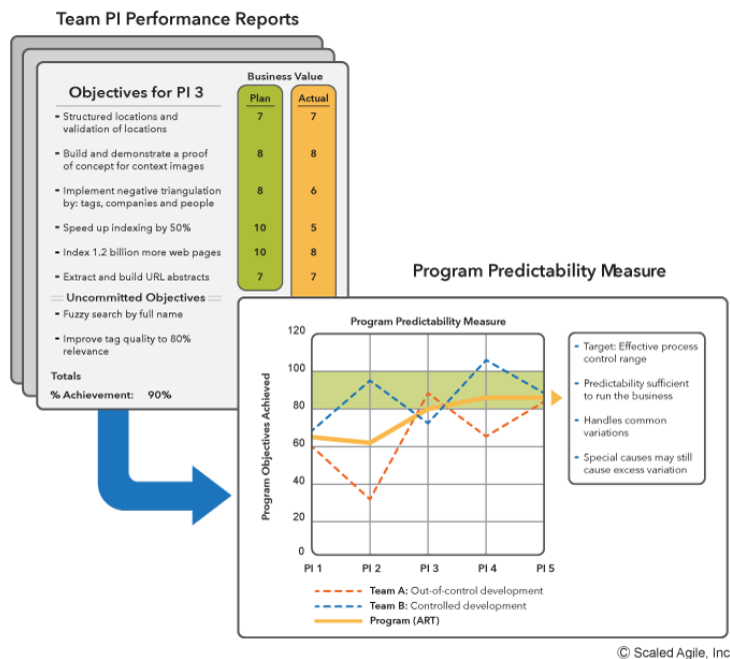 Team PI Performance Reports
Business Value
Objectives for PI 3
Plan
Actual
- Structured locations and
validation of locations
7
7
- Build and demonstrate a proof
of concept for context images
8
8
- Implement negative triangulation
by: tags, companies and people
8
6
- Speed up indexing by 50%
10
5
- Index 1.2 billion more web pages
10
8
- Extract and build URL abstracts
7
7
Uncommitted Objectives
- Fuzzy search by full name
- Improve tag quality to 80%
relevance
Totals
% Achievement: 90%
Program Predictability Measure
Program Predictability Measure
Program Objectives Achieved
120
100
80
60
40
20
0
PI 1
PI 2
PI 3
PI 4
PI 5
Team A: Out-of-control development
Team B: Controlled development
Program (ART)
- Target: Effective process
control range
- Predictability sufficient
to run the business
- Handles common
variations
- Special causes may still
cause excess variation
© Scaled Agile, Inc